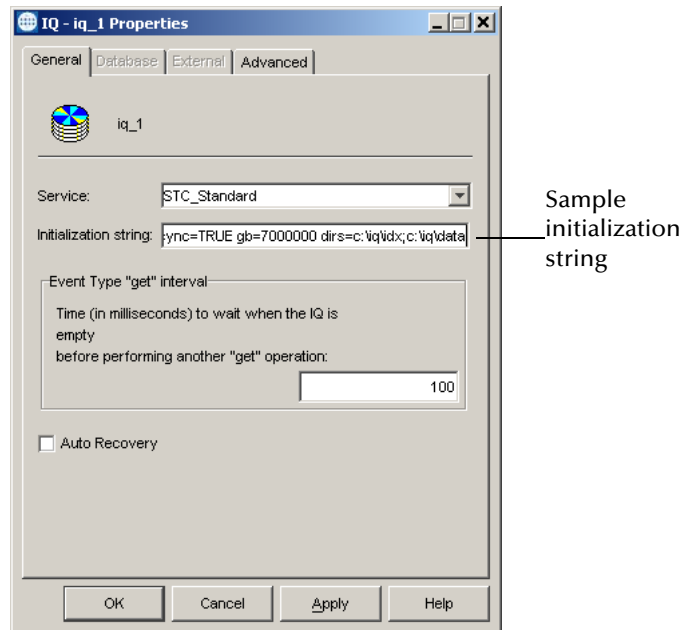 IQ - iq_1 Properties
General Database External Advanced
iq_1
Service: STC_Standard
Initialization string: ync=TRUE gb=7000000 dirs=c:\iq\idx;c:\iq\data
Sample
initialization
string
Event Type "get" interval
Time (in milliseconds) to wait when the IQ is
empty
before performing another "get" operation:
100
Auto Recovery
OK Cancel Apply Help